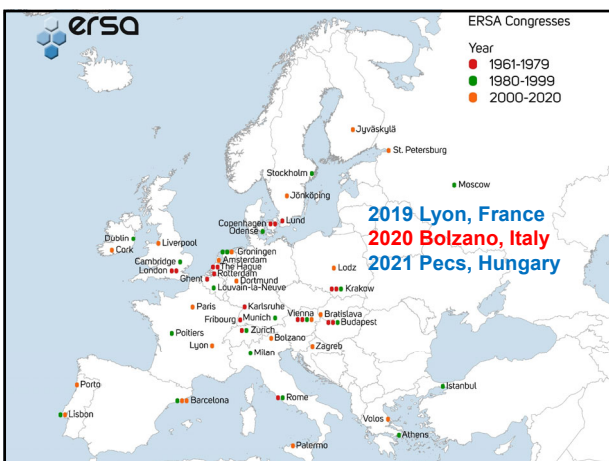 ersa
ERSA Congresses
Year
1961-1979
1980-1999
2000-2020
Jyväskylä
St. Petersburg
Stockholm
Moscow
Jönköping
Copenhagen
Lund
Odense
2019 Lyon, France
2020 Bolzano, Italy
2021 Pecs, Hungary
Dublin
Liverpool
Cork
Cambridge
London
Groningen
Amsterdam
The Hague
Rotterdam
Ghent
Dortmund
Louvain-la-Neuve
Lodz
Krakow
Paris
Karlsruhe
Fribourg
Munich
Vienna
Bratislava
Budapest
Poitiers
Zurich
Lyon
Bolzano
Zagreb
Milan
Porto
Lisbon
Barcelona
Rome
Istanbul
Volos
Athens
Palermo